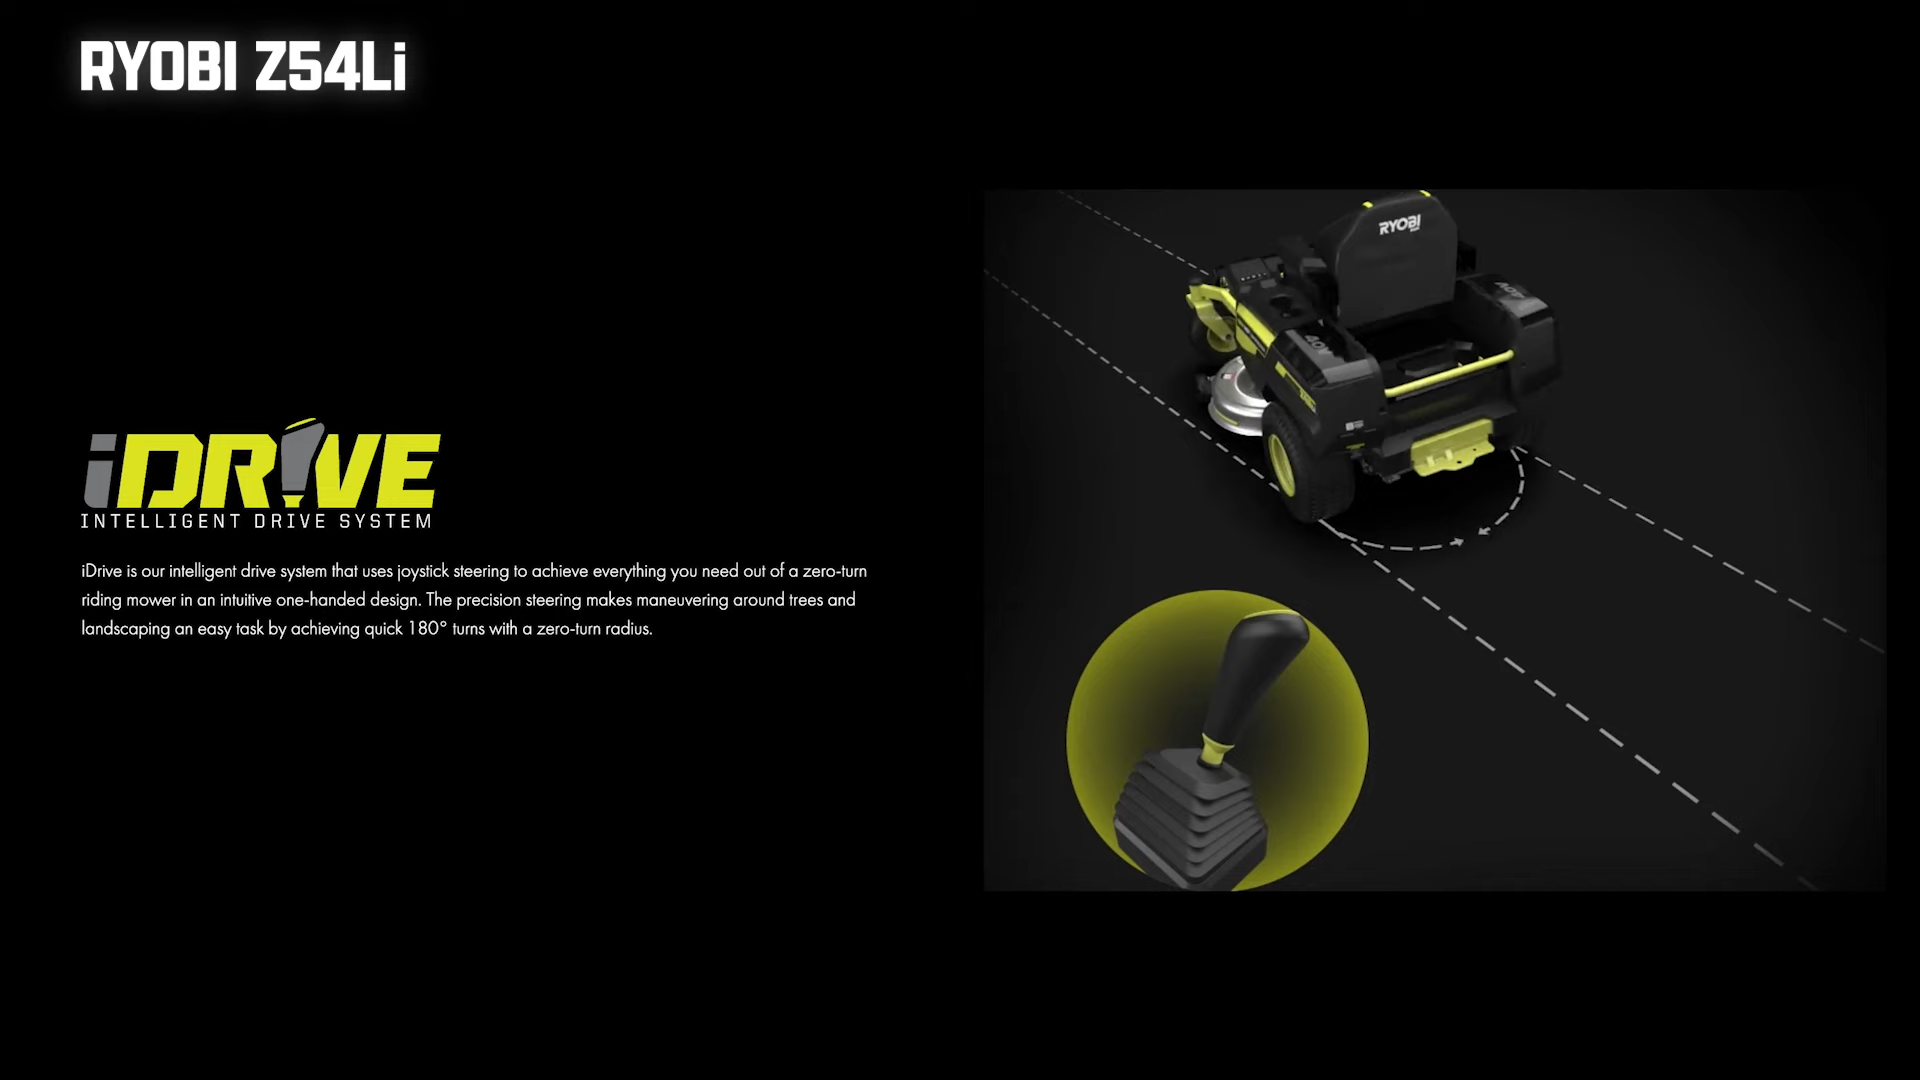 RYOBI Z54Li
iDRIVE
INTELLIGENT DRIVE SYSTEM
iDrive is our intelligent drive system that uses joystick steering to achieve everything you need out of a zero-turn
riding mower in an intuitive one-handed design. The precision steering makes maneuvering around trees and
landscaping an easy task by achieving quick 180° turns with a zero-turn radius.
RYOBI
40V
40V